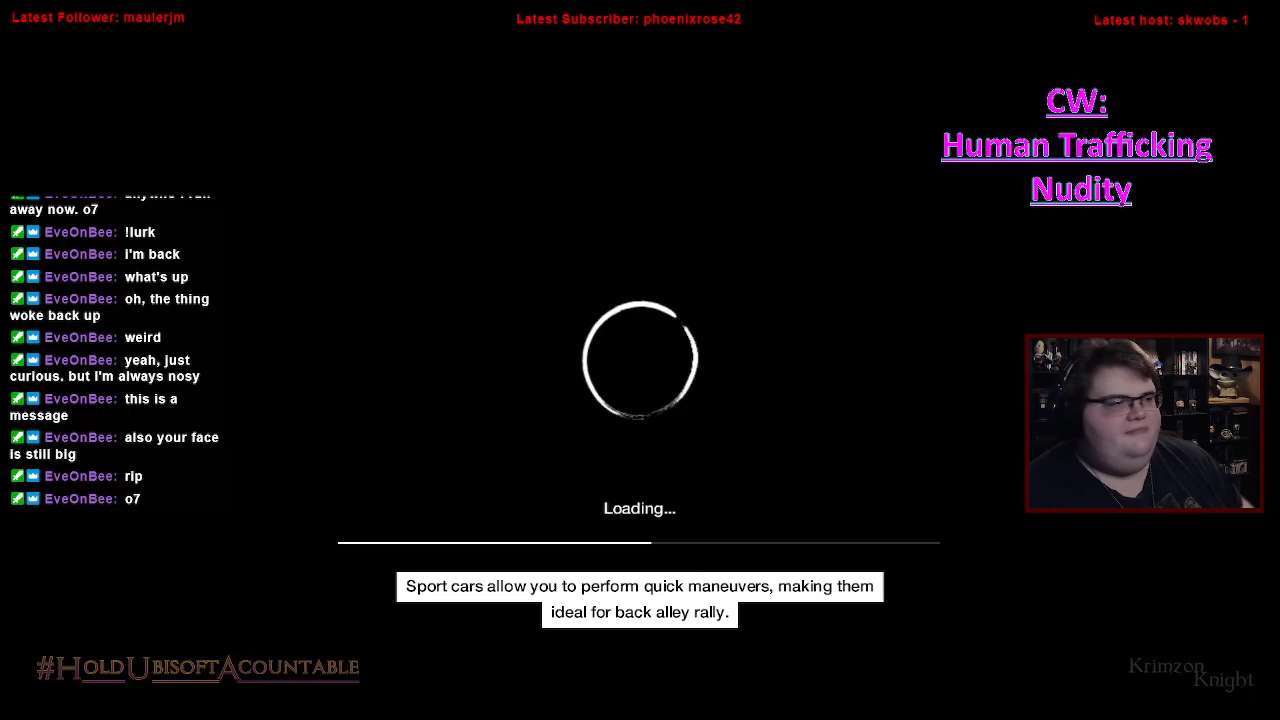 Latest Follower: maulerjm
Latest Subscriber: phoenixrose42
Latest host: skwobs - 1
CW:
Human Trafficking
Nudity
away now. o7
EveOnBee: !lurk
EveOnBee: I'm back
EveOnBee: what's up
EveOnBee: oh, the thing
woke back up
EveOnBee: weird
EveOnBee: yeah, just
curious. but I'm always nosy
EveOnBee: this is a
message
EveOnBee: also your face
is still big
EveOnBee: rip
EveOnBee: o7
Loading...
Sport cars allow you to perform quick maneuvers, making them
ideal for back alley rally.
#HoldUbisoftAcountable
Krimzon
Knight